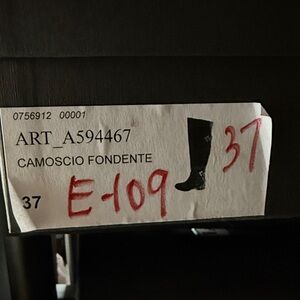 0756912 00001
ART_A594467
CAMOSCIO FONDENTE
37
37 E-109